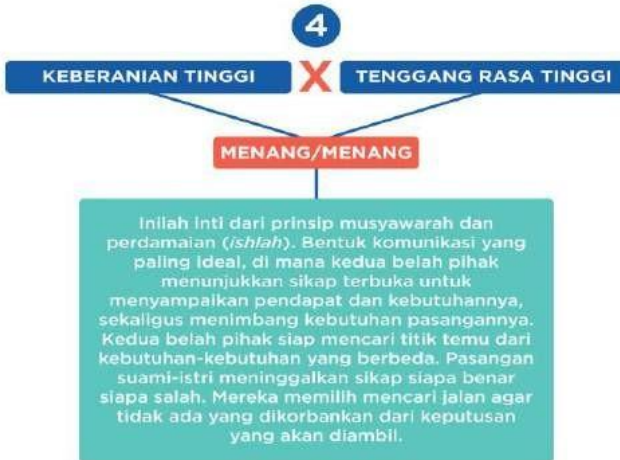 4
KEBERANIAN TINGGI X TENGGANG RASA TINGGI
MENANG/MENANG
Inilah inti dari prinsip musyawarah dan
perdamaian (ishlah). Bentuk komunikasi yang
paling ideal, di mana kedua belah pihak
menunjukkan sikap terbuka untuk
menyampaikan pendapat dan kebutuhannya,
sekaligus menimbang kebutuhan pasangannya.
Kedua belah pihak siap mencari titik temu dari
kebutuhan-kebutuhan yang berbeda. Pasangan
suami-istri meninggalkan sikap siapa benar
siapa salah. Mereka memilih mencari jalan agar
tidak ada yang dikorbankan dari keputusan
yang akan diambil.